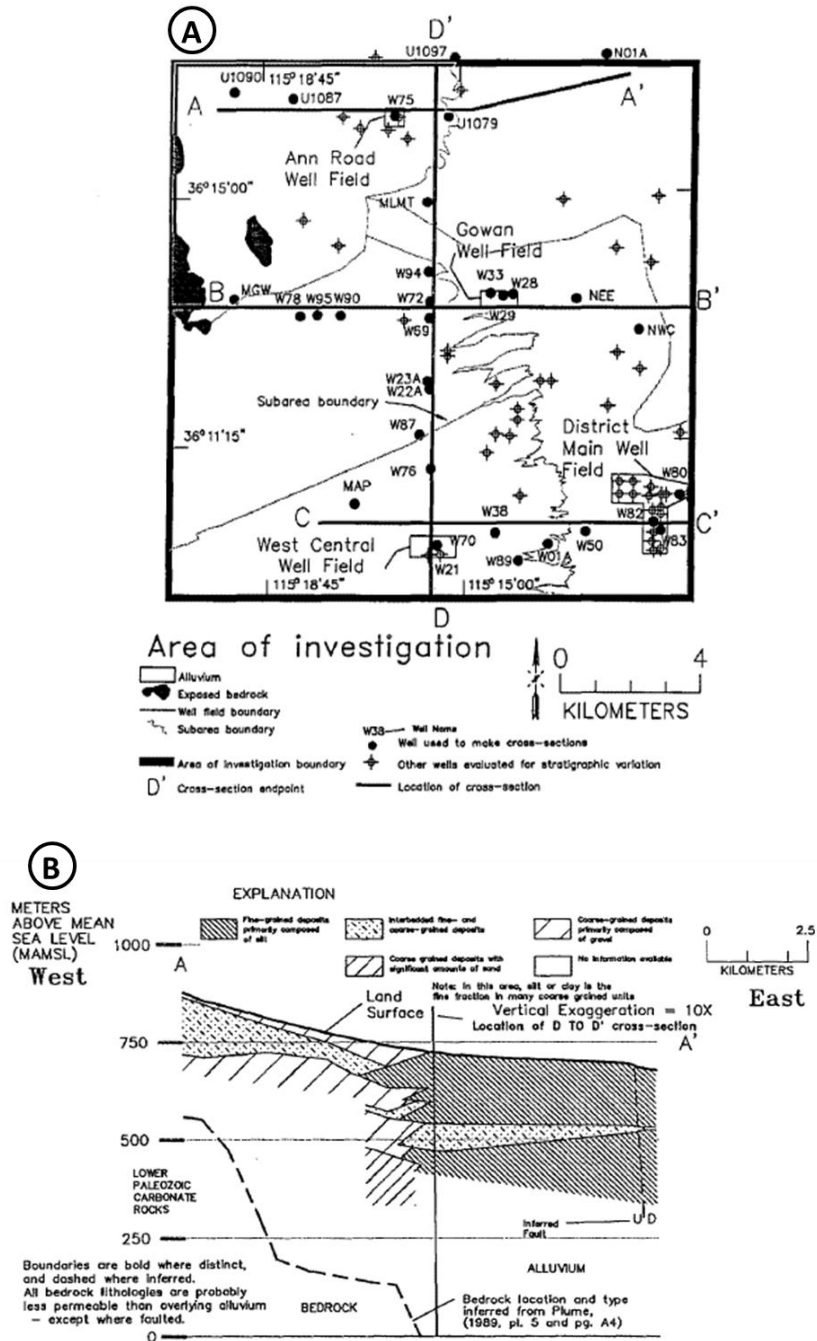 A
D'
U1097
N01A
U1090
115° 18'45"
U1087
A
W75
A'
U1079
Ann Road
Well Field
36° 15'00"
MLMT
Gowan
Well Field
W94
W33
W28
MGW
B
W78
W95
W90
W72
NEE
B'
W29
W69
NWC
W23A
W22A
Subarea boundary
District
Main Well
Field
36° 11'15"
W87
W80
W76
MAP
W38
W82
C
C'
West Central
Well Field
W70
W50
W83
W01A
W21
W89
115° 18'45"
115° 15'00"
D
Area of investigation
0 4
KILOMETERS
Alluvium
Exposed bedrock
Well field boundary
Subarea boundary
W38 Well Name
Well used to make cross-sections
Area of investigation boundary
Other wells evaluated for stratigraphic variation
D' Cross-section endpoint
Location of cross-section
B
EXPLANATION
METERS
ABOVE MEAN
SEA LEVEL
(MAMSL)
Fine-grained deposits
primarily composed
of silt
Interbedded fine- and
coarse-grained deposits
Coarse-grained deposits
primarily composed
of gravel
0 2.5
KILOMETERS
1000
West
A
Coarse grained deposits with
significant amounts of sand
No information available
East
Note: In this area, silt or clay is the
fine fraction in many coarse grained
units
Land
Surface
Vertical Exaggeration = 10X
Location of D TO D' cross-section
750
A'
500
LOWER
PALEOZOIC
CARBONATE
ROCKS
Inferred
Fault
U D
250
Boundaries are bold where distinct,
and dashed where inferred.
All bedrock lithologies are probably
less permeable than overlying alluvium
– except where faulted.
ALLUVIUM
BEDROCK
Bedrock location and type
inferred from Plume,
(1989, pl. 5 and pg. A4)
0